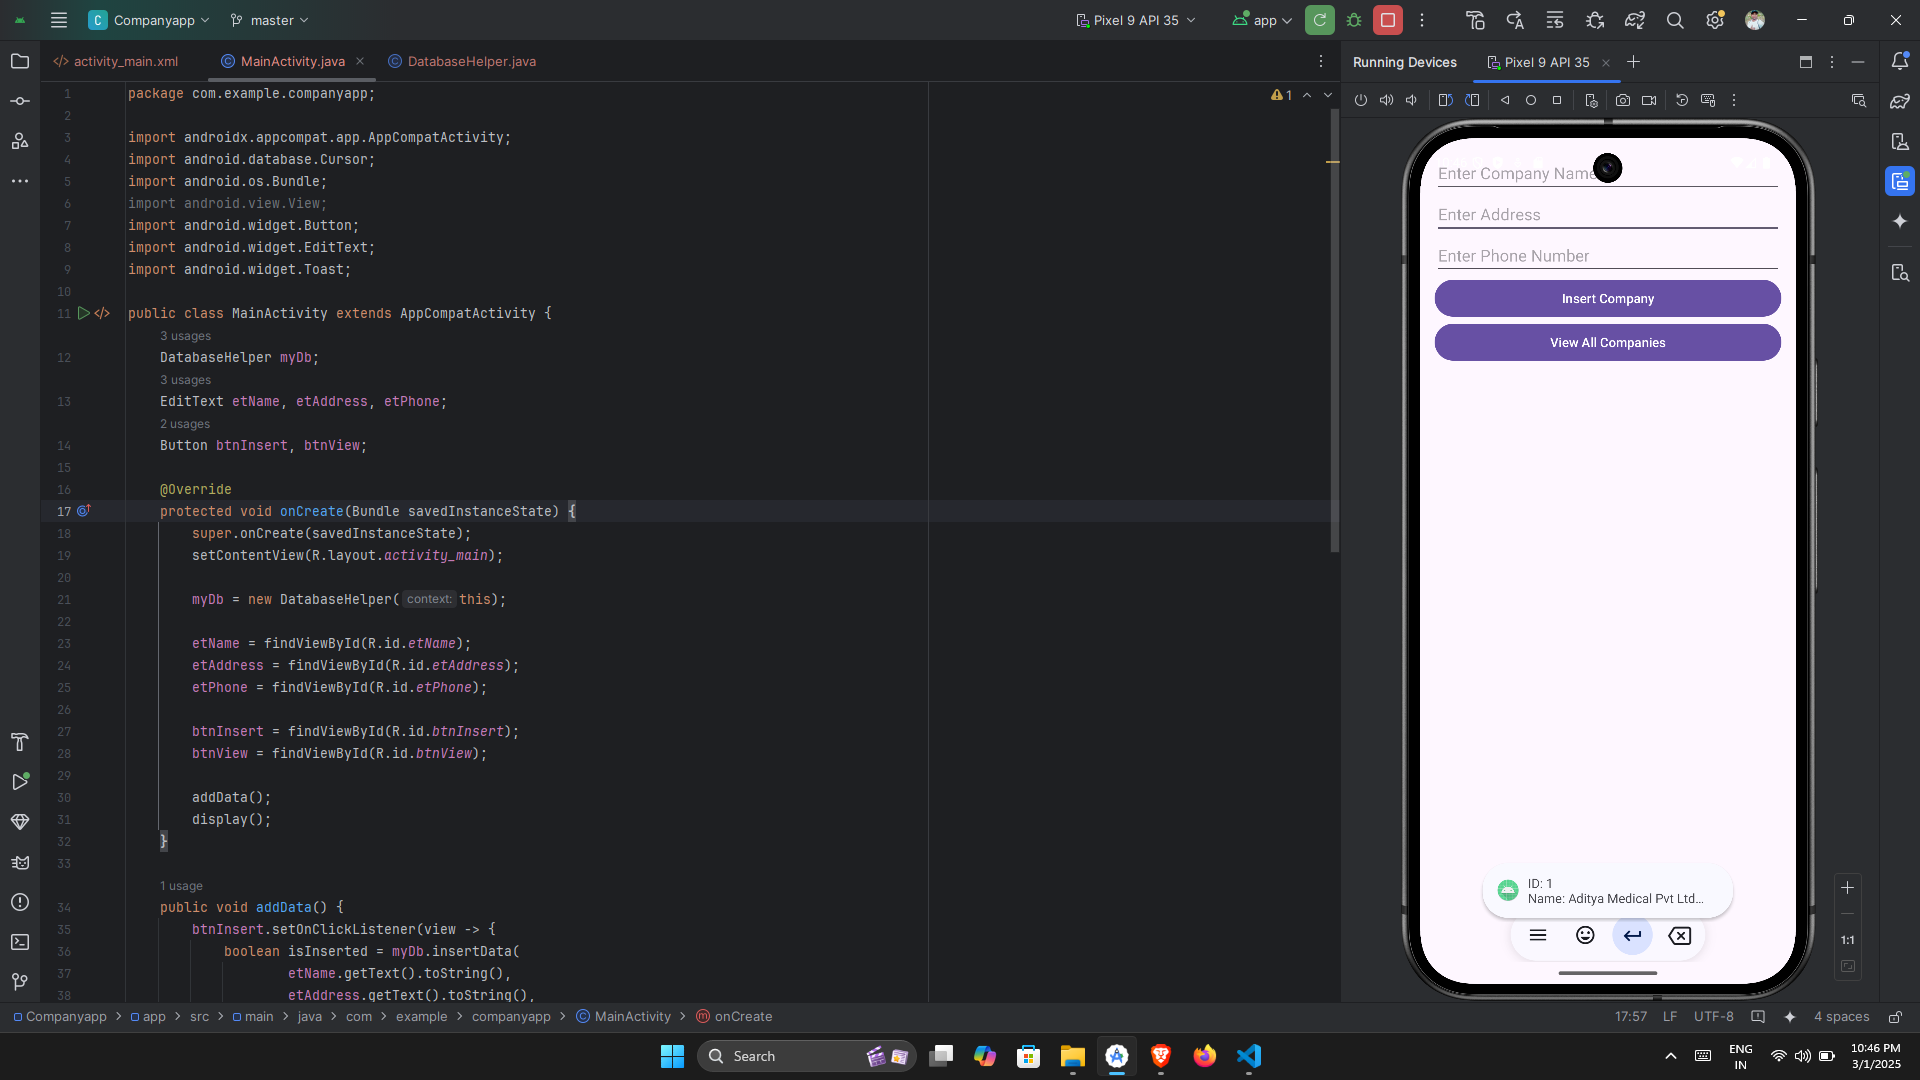 C Companyapp master Pixel 9 API 35 app
activity_main.xml MainActivity.java DatabaseHelper.java
Running Devices Pixel 9 API 35
1 package com.example.companyapp;
1
2
3 import androidx.appcompat.app.AppCompatActivity;
4 import android.database.Cursor;
5 import android.os.Bundle;
6 import android.view.View;
7 import android.widget.Button;
8 import android.widget.EditText;
9 import android.widget.Toast;
10
11 public class MainActivity extends AppCompatActivity {
3 usages
12 DatabaseHelper myDb;
3 usages
13 EditText etName, etAddress, etPhone;
2 usages
14 Button btnInsert, btnView;
15
16 @Override
17 protected void onCreate(Bundle savedInstanceState) {
18 super.onCreate(savedInstanceState);
19 setContentView(R.layout.activity_main);
20
21 myDb = new DatabaseHelper( context: this);
22
23 etName = findViewById(R.id.etName);
24 etAddress = findViewById(R.id.etAddress);
25 etPhone = findViewById(R.id.etPhone);
26
27 btnInsert = findViewById(R.id.btnInsert);
28 btnView = findViewById(R.id.btnView);
29
30 addData();
31 display();
32 }
33
1 usage
34 public void addData() {
35 btnInsert.setOnClickListener(view -> {
36 boolean isInserted = myDb.insertData(
37 etName.getText().toString(),
38 etAddress.getText().toString(),
Enter Company Name
Enter Address
Enter Phone Number
Insert Company
View All Companies
ID: 1
Name: Aditya Medical Pvt Ltd...
1:1
Companyapp > app > src > main > java > com > example > companyapp > MainActivity > onCreate
17:57 LF UTF-8 4 spaces
Search
ENG
IN
10:46 PM
3/1/2025